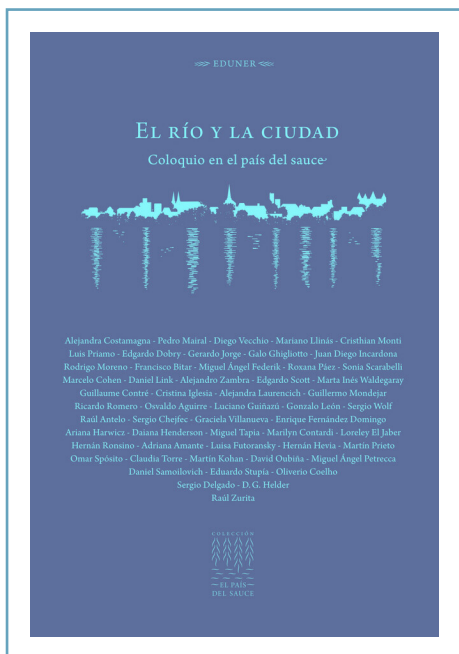 EDUNER
EL RÍO Y LA CIUDAD
Coloquio en el país del sauce
Alejandra Costamagna - Pedro Mairal - Diego Vecchio - Mariano Llinás - Cristhian Monti
Luis Priamo - Edgardo Dobry - Gerardo Jorge - Galo Ghigliotto - Juan Diego Incardona
Rodrigo Moreno - Francisco Bitar - Miguel Ángel Federik - Roxana Páez - Sonia Scarabelli
Marcelo Cohen - Daniel Link - Alejandro Zambra - Edgardo Scott - Marta Inés Waldegaray
Guillaume Contré - Cristina Iglesia - Alejandra Laurencich - Guillermo Mondejar
Ricardo Romero - Osvaldo Aguirre - Luciano Guiñazú - Gonzalo León - Sergio Wolf
Raúl Antelo - Sergio Chejfec - Graciela Villanueva - Enrique Fernández Domingo
Ariana Harwicz - Daiana Henderson - Miguel Tapia - Marilyn Contardi - Loreley El Jaber
Hernán Ronsino - Adriana Amante - Luisa Futoransky - Hernán Hevia - Martín Prieto
Omar Spósito - Claudia Torre - Martín Kohan - David Oubiña - Miguel Ángel Petrecca
Daniel Samoilovich - Eduardo Stupía - Oliverio Coelho
Sergio Delgado - D. G. Helder
Raúl Zurita
COLECCIÓN
EL PAÍS
DEL SAUCE